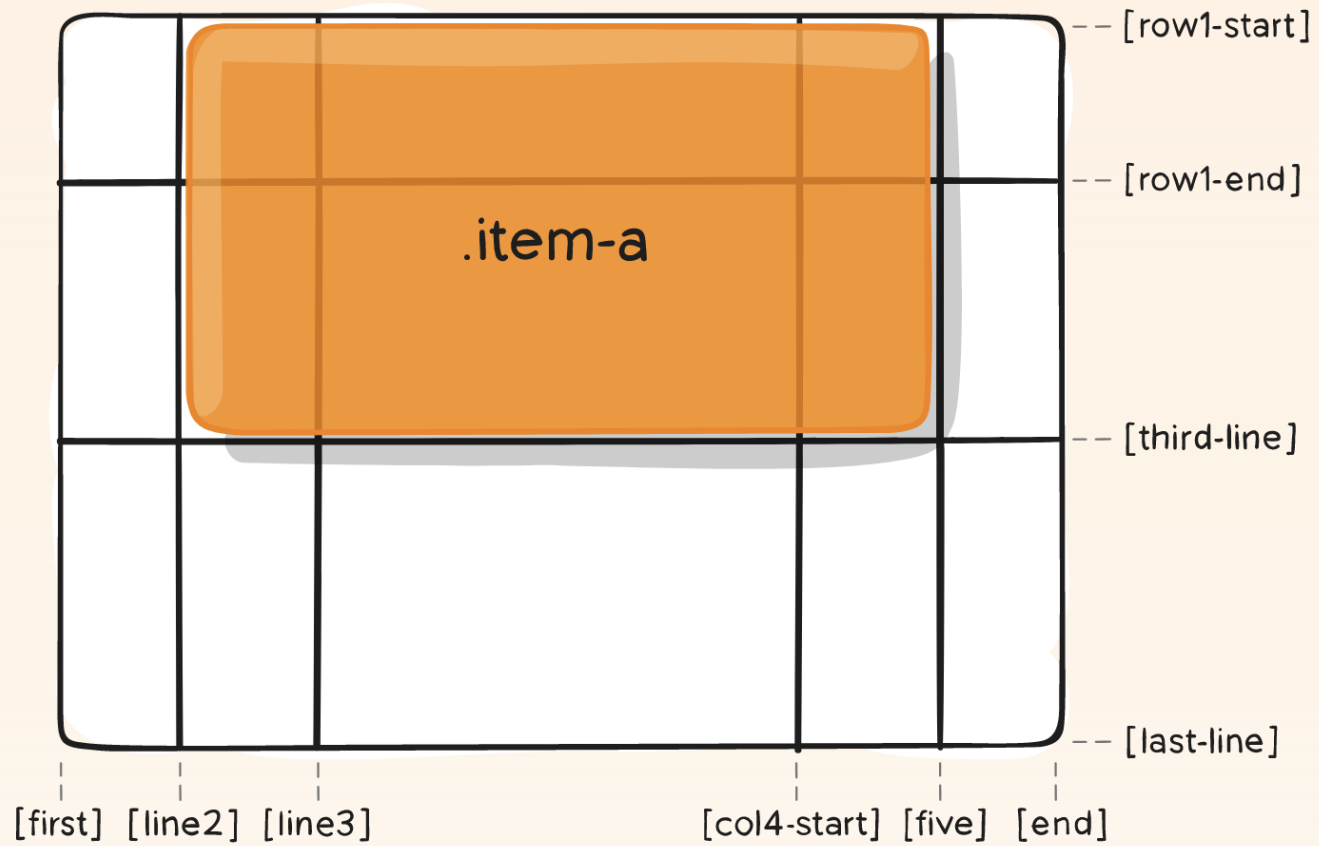 [row1-start]
[row1-end]
.item-a
[third-line]
[last-line]
[first] [line2] [line3] [col4-start] [five] [end]